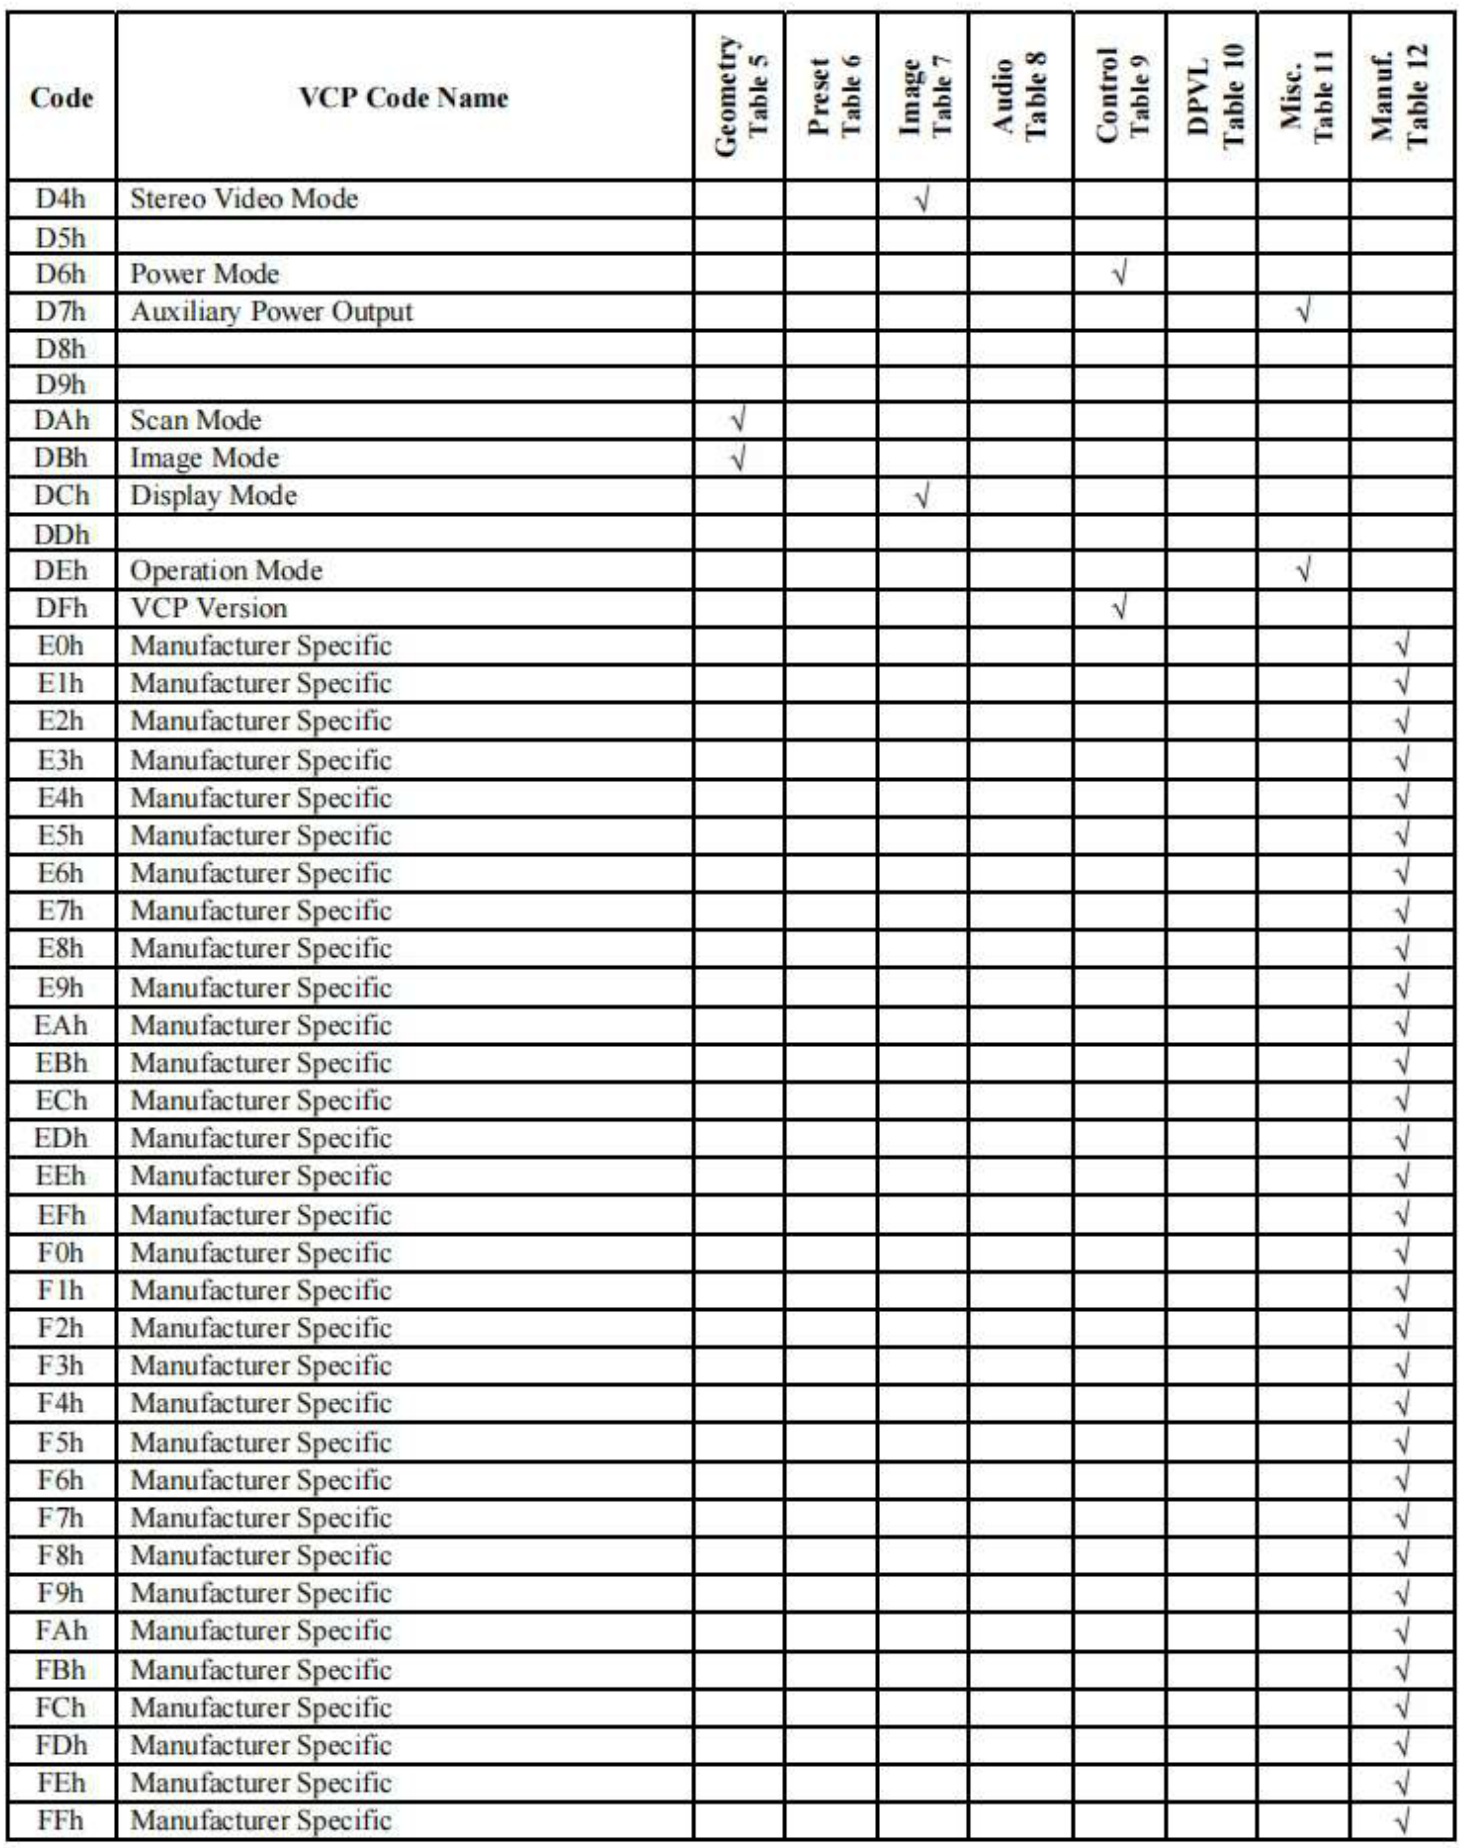 Code VCP Code Name Geometry Table 5 Preset Table 6 Image Table 7 Audio Table 8 Control Table 9 DPVL Table 10 Misc. Table 11 Manuf. Table 12
D4h Stereo Video Mode √
D5h
D6h Power Mode √
D7h Auxiliary Power Output √
D8h
D9h
DAh Scan Mode √
DBh Image Mode √
DCh Display Mode √
DDh
DEh Operation Mode √
DFh VCP Version √
E0h Manufacturer Specific √
E1h Manufacturer Specific √
E2h Manufacturer Specific √
E3h Manufacturer Specific √
E4h Manufacturer Specific √
E5h Manufacturer Specific √
E6h Manufacturer Specific √
E7h Manufacturer Specific √
E8h Manufacturer Specific √
E9h Manufacturer Specific √
EAh Manufacturer Specific √
EBh Manufacturer Specific √
ECh Manufacturer Specific √
EDh Manufacturer Specific √
EEh Manufacturer Specific √
EFh Manufacturer Specific √
F0h Manufacturer Specific √
F1h Manufacturer Specific √
F2h Manufacturer Specific √
F3h Manufacturer Specific √
F4h Manufacturer Specific √
F5h Manufacturer Specific √
F6h Manufacturer Specific √
F7h Manufacturer Specific √
F8h Manufacturer Specific √
F9h Manufacturer Specific √
FAh Manufacturer Specific √
FBh Manufacturer Specific √
FCh Manufacturer Specific √
FDh Manufacturer Specific √
FEh Manufacturer Specific √
FFh Manufacturer Specific √